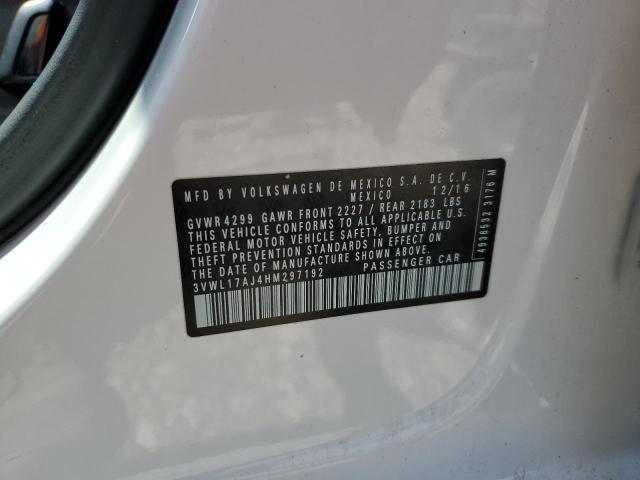 MFD BY VOLKSWAGEN DE MEXICO S.A. DE C.V.
MEXICO 12/16
GVWR 4299 GAWR FRONT 2227 / REAR 2183 LBS
THIS VEHICLE CONFORMS TO ALL APPLICABLE U.S.
FEDERAL MOTOR VEHICLE SAFETY, BUMPER AND
THEFT PREVENTION STANDARDS IN EFFECT ON
THE DATE OF MANUFACTURE SHOWN ABOVE.
3VWL17AJ4HM297192 PASSENGER CAR
4936532 3176 M